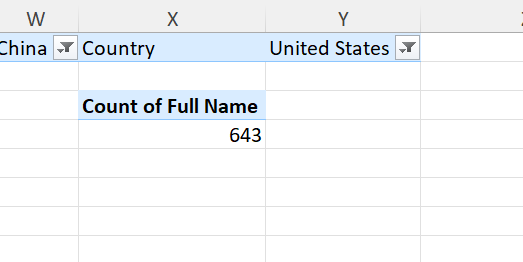 W X Y
China Country United States
Count of Full Name
643